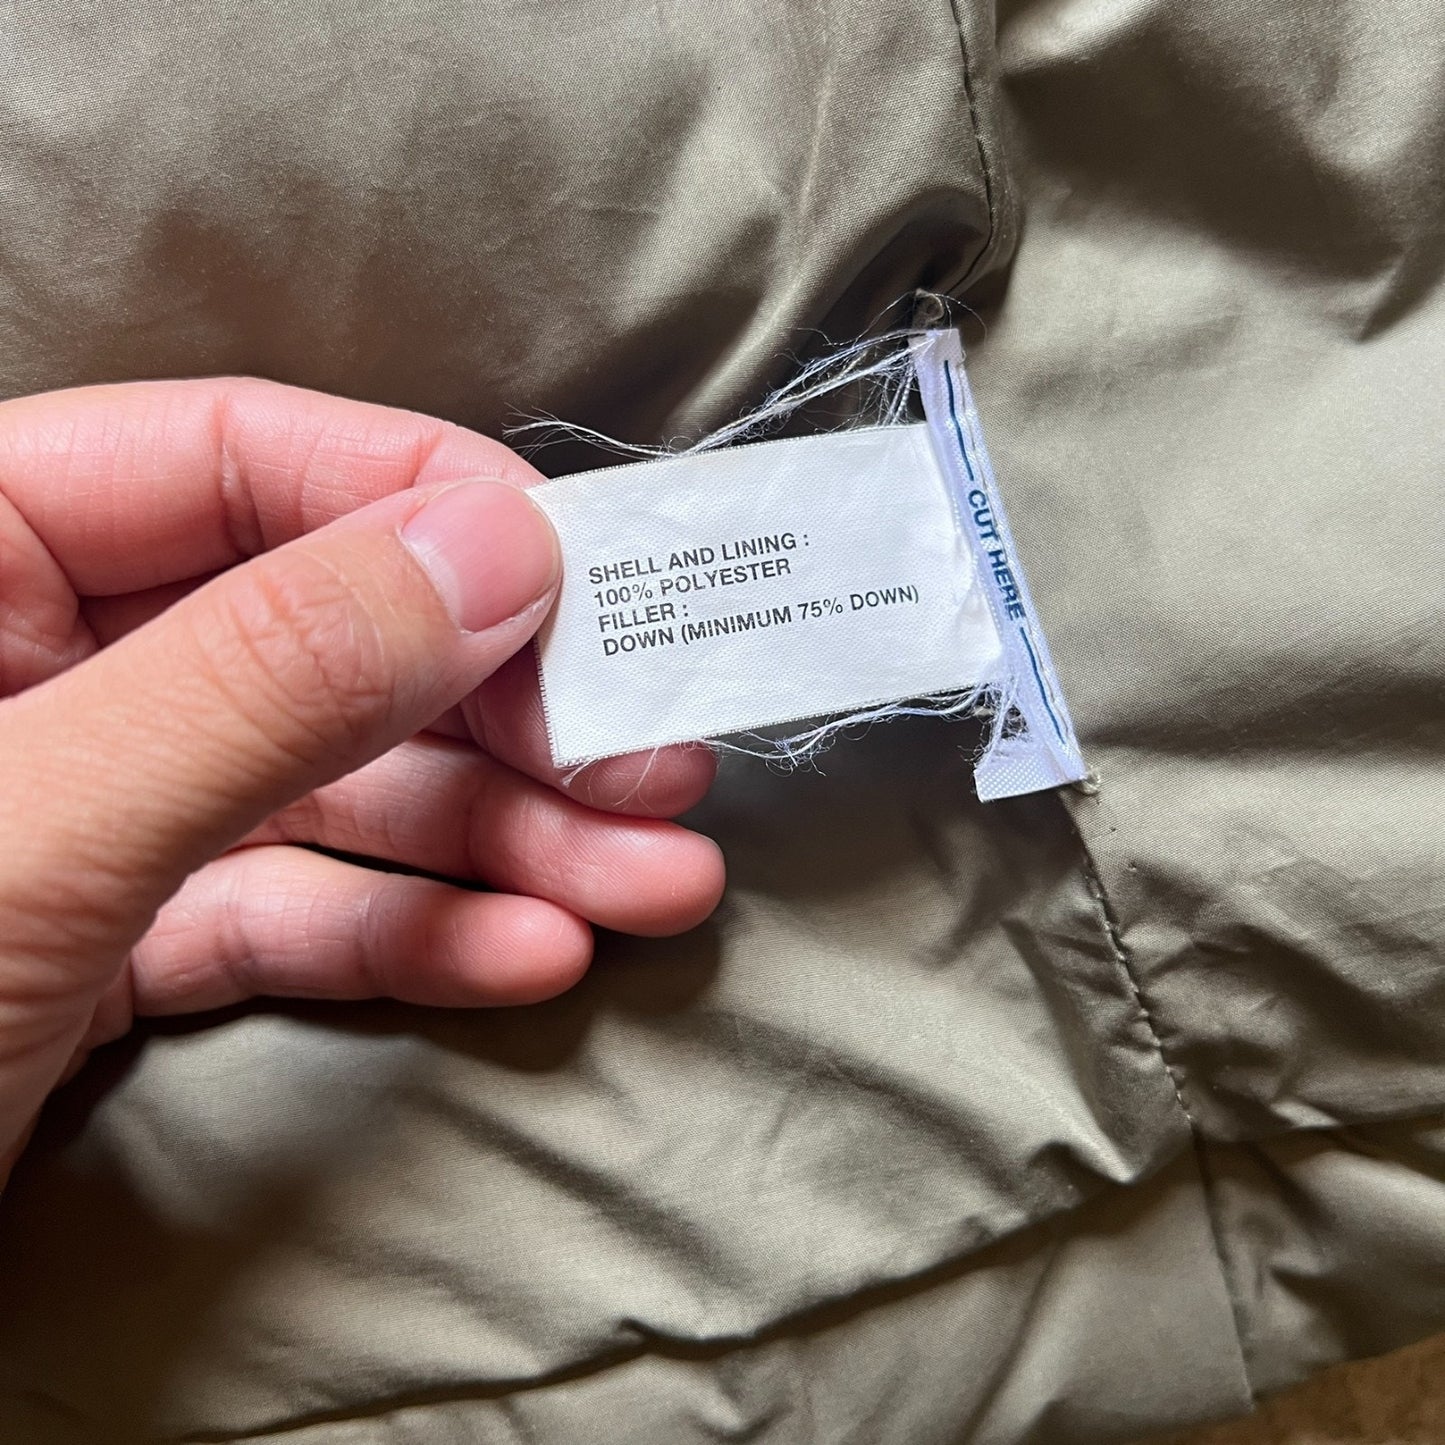 SHELL AND LINING :
100% POLYESTER
FILLER :
DOWN (MINIMUM 75% DOWN)
CUT HERE